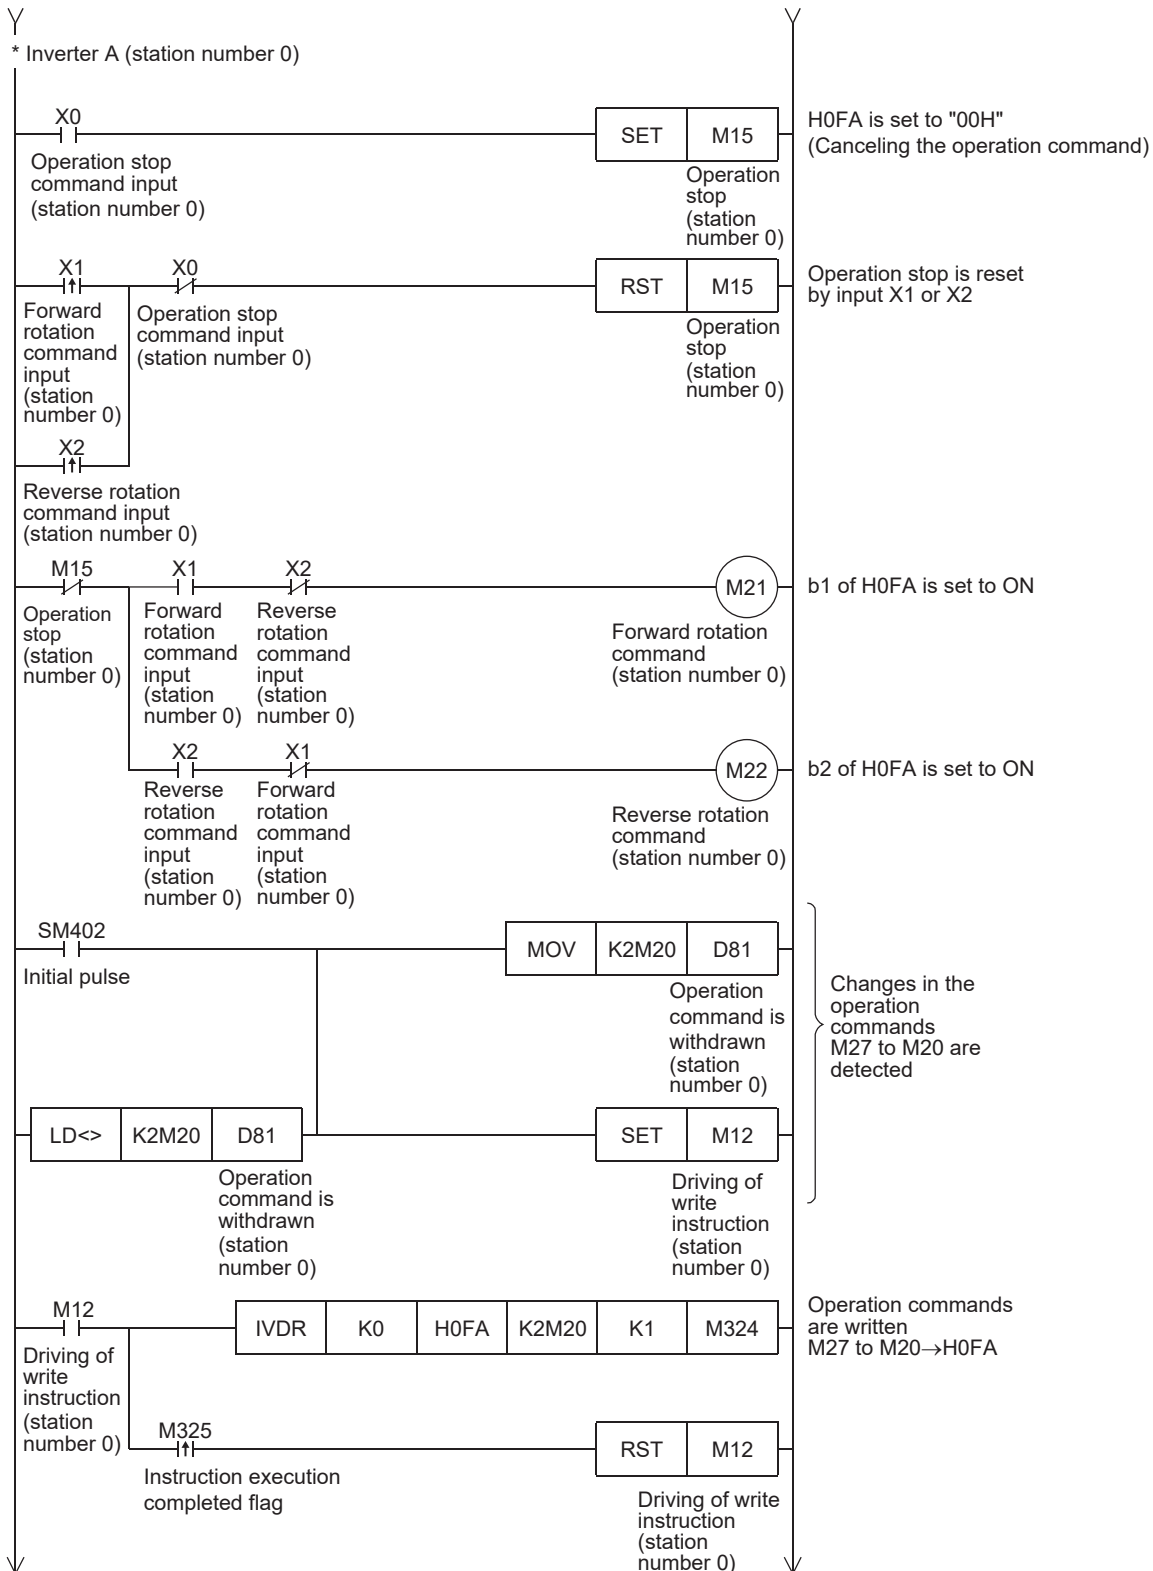 * Inverter A (station number 0)
X0
SET M15
H0FA is set to "00H"
(Canceling the operation command)
Operation stop
command input
(station number 0)
Operation
stop
(station
number 0)
X1
X0
RST M15
Operation stop is reset
by input X1 or X2
Forward
rotation
command
input
(station
number 0)
Operation stop
command input
(station number 0)
Operation
stop
(station
number 0)
X2
Reverse rotation
command input
(station number 0)
M15
X1
X2
M21
b1 of H0FA is set to ON
Operation
stop
(station
number 0)
Forward
rotation
command
input
(station
number 0)
Reverse
rotation
command
input
(station
number 0)
Forward rotation
command
(station number 0)
X2
X1
M22
b2 of H0FA is set to ON
Reverse
rotation
command
input
(station
number 0)
Forward
rotation
command
input
(station
number 0)
Reverse rotation
command
(station number 0)
SM402
MOV K2M20 D81
Initial pulse
Operation
command is
withdrawn
(station
number 0)
Changes in the
operation
commands
M27 to M20 are
detected
LD<> K2M20 D81
SET M12
Operation
command is
withdrawn
(station
number 0)
Driving of
write
instruction
(station
number 0)
M12
IVDR K0 H0FA K2M20 K1 M324
Operation commands
are written
M27 to M20→H0FA
Driving of
write
instruction
(station
number 0)
M325
RST M12
Instruction execution
completed flag
Driving of write
instruction
(station
number 0)